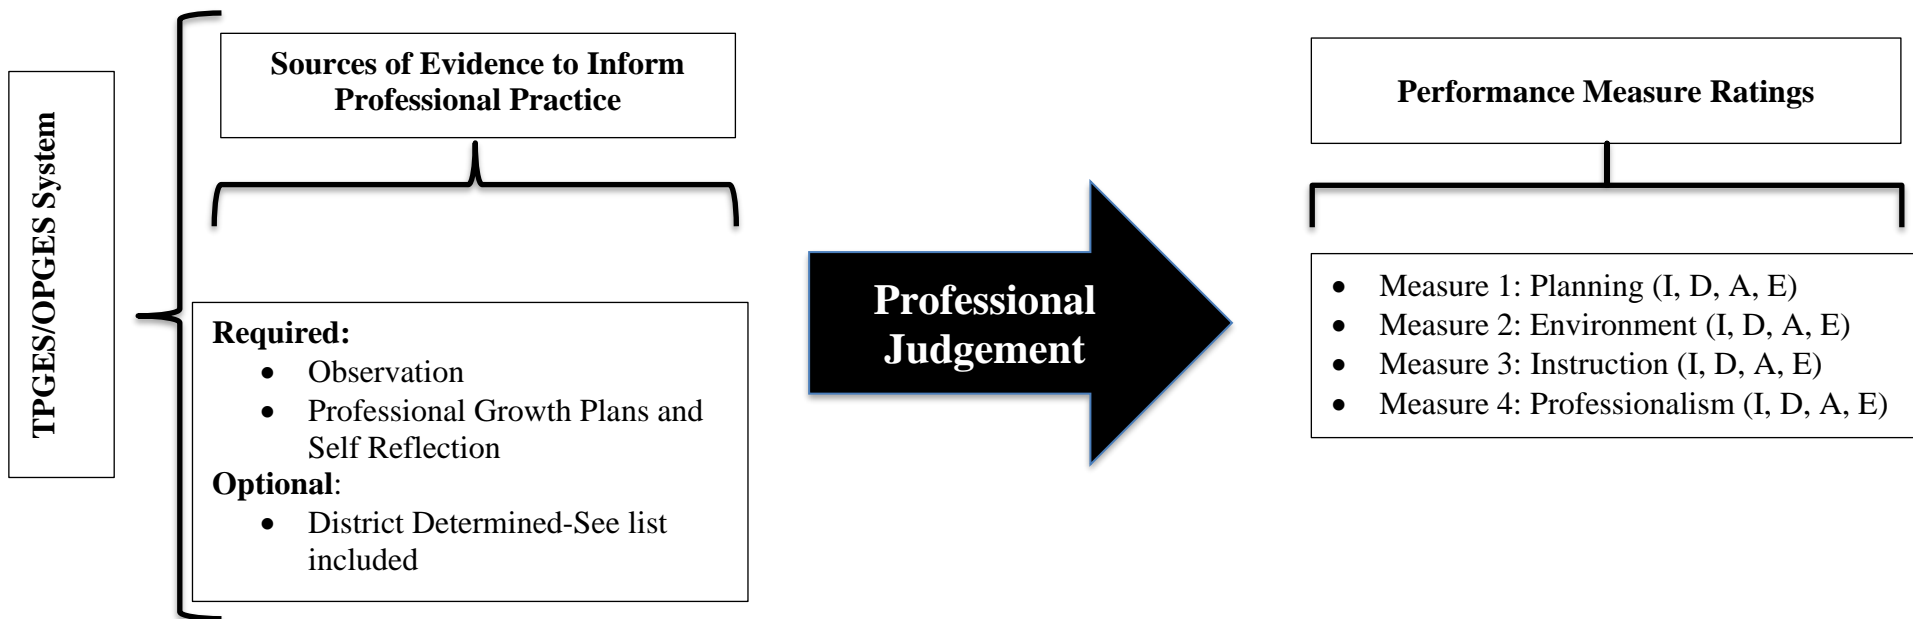 TPGES/OPGES System
Sources of Evidence to Inform
Professional Practice
Required:
• Observation
• Professional Growth Plans and
Self Reflection
Optional:
• District Determined-See list
included
Professional
Judgement
Performance Measure Ratings
• Measure 1: Planning (I, D, A, E)
• Measure 2: Environment (I, D, A, E)
• Measure 3: Instruction (I, D, A, E)
• Measure 4: Professionalism (I, D, A, E)